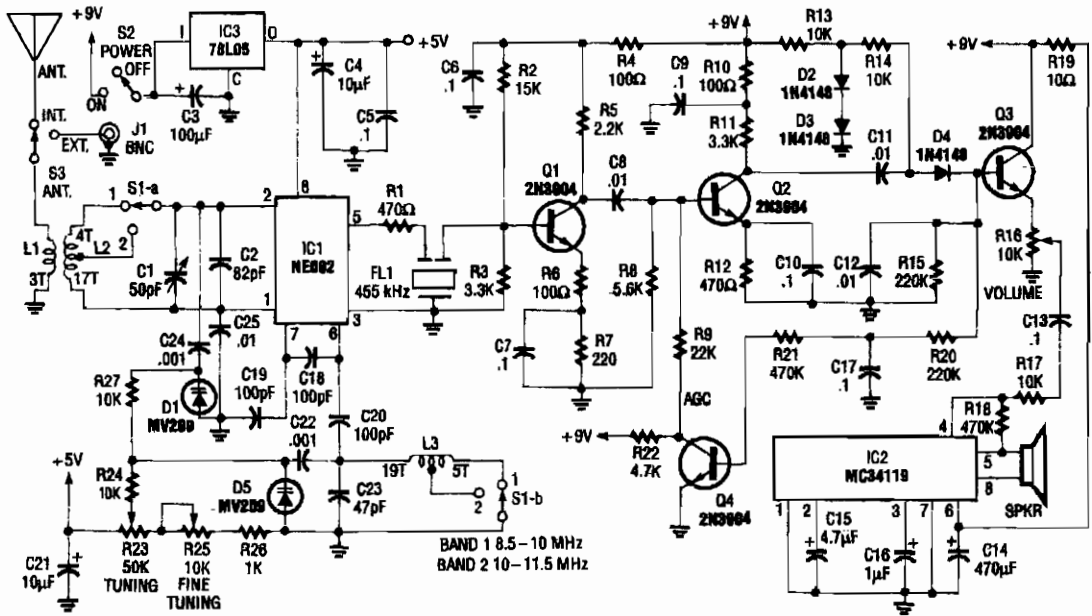 +9V
S2
POWER
OFF
ON
I
IC3
78L05
O
C
+
C3
100µF
+5V
+
C4
10µF
C5
.1
ANT.
INT.
EXT.
J1
BNC
S3
ANT.
1
S1-a
2
L1
3T
4T
L2
17T
C1
50pF
C2
82pF
C24
.001
C25
.01
IC1
NE602
8
2
1
5
3
7
6
R1
470Ω
FL1
455 kHz
C6
.1
R2
15K
R3
3.3K
R4
100Ω
R5
2.2K
Q1
2N3904
R6
100Ω
C7
.1
R7
220
C8
.01
R8
5.6K
R9
22K
AGC
+9V
C9
.1
R10
100Ω
R11
3.3K
Q2
2N3904
R12
470Ω
C10
.1
R13
10K
R14
10K
D2
1N4148
D3
1N4148
C11
.01
D4
1N4148
C12
.01
R15
220K
+9V
R19
10Ω
Q3
2N3904
R16
10K
VOLUME
C13
.1
R17
10K
R18
470K
R21
470K
C17
.1
R20
220K
+9V
R22
4.7K
Q4
2N3904
IC2
MC34119
4
5
8
1
2
3
7
6
SPKR
+
C15
4.7µF
+
C16
1µF
+
C14
470µF
R27
10K
D1
C19
100pF
C18
100pF
C20
100pF
C22
.001
D5
C23
47pF
L3
19T
5T
1
S1-b
2
+5V
R24
10K
+
C21
10µF
R23
50K
TUNING
R25
10K
FINE
TUNING
R26
1K
BAND 1 8.5–10 MHz
BAND 2 10–11.5 MHz